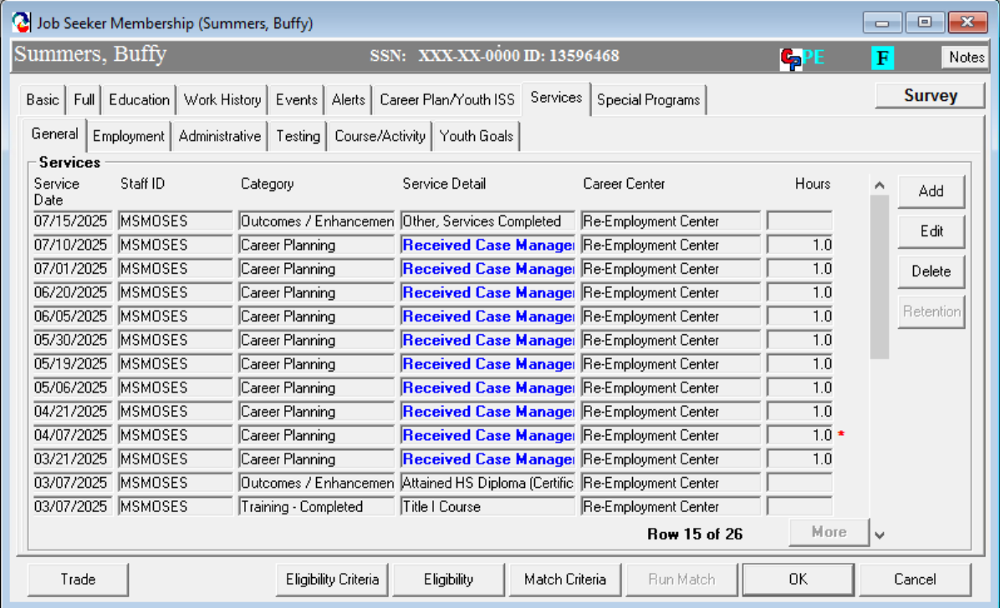 Job Seeker Membership (Summers, Buffy)
Summers, Buffy SSN: XXX-XX-0000 ID: 13596468 CP PE F Notes
Basic Full Education Work History Events Alerts Career Plan/Youth ISS Services Special Programs Survey
General Employment Administrative Testing Course/Activity Youth Goals
Services
Service Date Staff ID Category Service Detail Career Center Hours
07/15/2025 MSMOSES Outcomes / Enhancemen Other, Services Completed Re-Employment Center
07/10/2025 MSMOSES Career Planning Received Case Manage Re-Employment Center 1.0
07/01/2025 MSMOSES Career Planning Received Case Manage Re-Employment Center 1.0
06/20/2025 MSMOSES Career Planning Received Case Manage Re-Employment Center 1.0
06/05/2025 MSMOSES Career Planning Received Case Manage Re-Employment Center 1.0
05/30/2025 MSMOSES Career Planning Received Case Manage Re-Employment Center 1.0
05/19/2025 MSMOSES Career Planning Received Case Manage Re-Employment Center 1.0
05/06/2025 MSMOSES Career Planning Received Case Manage Re-Employment Center 1.0
04/21/2025 MSMOSES Career Planning Received Case Manage Re-Employment Center 1.0
04/07/2025 MSMOSES Career Planning Received Case Manage Re-Employment Center 1.0 *
03/21/2025 MSMOSES Career Planning Received Case Manage Re-Employment Center 1.0
03/07/2025 MSMOSES Outcomes / Enhancemen Attained HS Diploma (Certific Re-Employment Center
03/07/2025 MSMOSES Training - Completed Title I Course Re-Employment Center
Add
Edit
Delete
Retention
Row 15 of 26 More
Trade Eligibility Criteria Eligibility Match Criteria Run Match OK Cancel